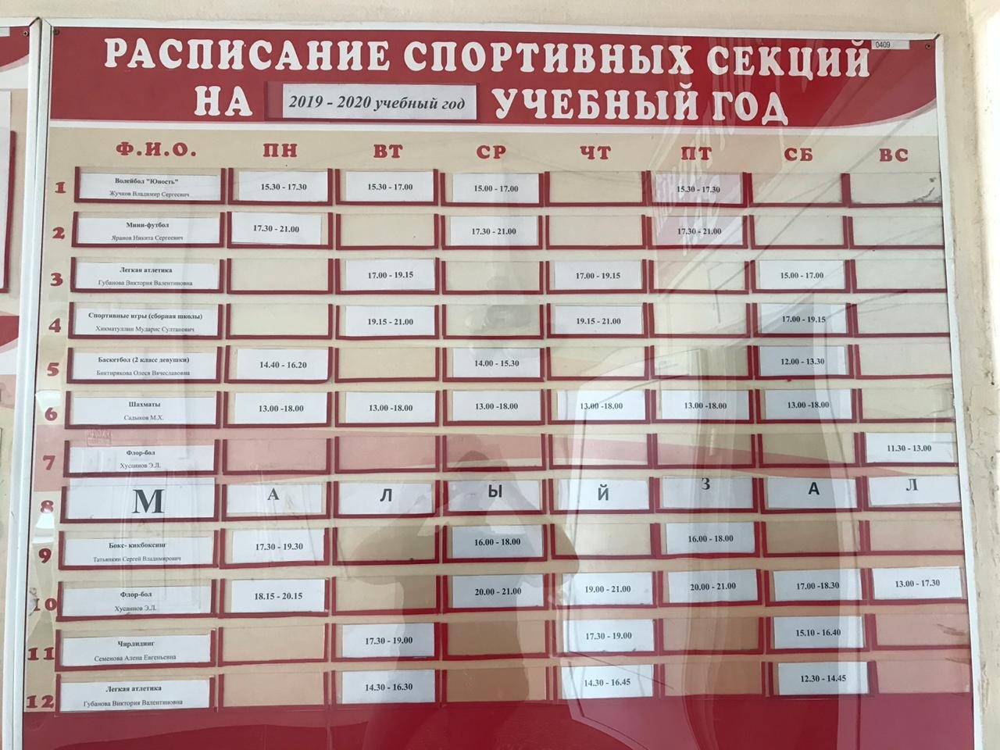 0409
РАСПИСАНИЕ СПОРТИВНЫХ СЕКЦИЙ
НА 2019 - 2020 учебный год УЧЕБНЫЙ ГОД
Ф.И.О. ПН ВТ СР ЧТ ПТ СБ ВС
1 Волейбол "Юность" 15.30 - 17.30 15.30 - 17.00 15.00 - 17.00 15.30 - 17.30
Жучков Владимир Сергеевич
2 Мини-футбол 17.30 - 21.00 17.30 - 21.00 17.30 - 21.00
Яранов Никита Сергеевич
3 Легкая атлетика 17.00 - 19.15 17.00 - 19.15 15.00 - 17.00
Губанова Виктория Валентиновна
4 Спортивные игры (сборная школы) 19.15 - 21.00 19.15 - 21.00 17.00 - 19.15
Хикматуллин Мударис Султанович
5 Баскетбол (2 класс девушки) 14.40 - 16.20 14.00 - 15.30 12.00 - 13.30
Биктирякова Олеся Вячеславовна
6 Шахматы 13.00 -18.00 13.00 -18.00 13.00 -18.00 13.00 -18.00 13.00 -18.00 13.00 -18.00
Садыков М.Х.
7 Флор-бол 11.30 - 13.00
Хусаинов Э.Л.
8 М А Л Ы Й З А Л
9 Бокс- кикбоксинг 17.30 - 19.30 16.00 - 18.00 16.00 - 18.00
Татьянкин Сергей Владимирович
10 Флор-бол 18.15 - 20.15 20.00 - 21.00 19.00 - 21.00 20.00 - 21.00 17.00 -18.30 13.00 - 17.30
Хусаинов Э.Л.
11 Чирлидинг 17.30 - 19.00 17.30 - 19.00 15.10 - 16.40
Семенова Алена Евгеньевна
12 Легкая атлетика 14.30 - 16.30 14.30 - 16.45 12.30 - 14.45
Губанова Виктория Валентиновна